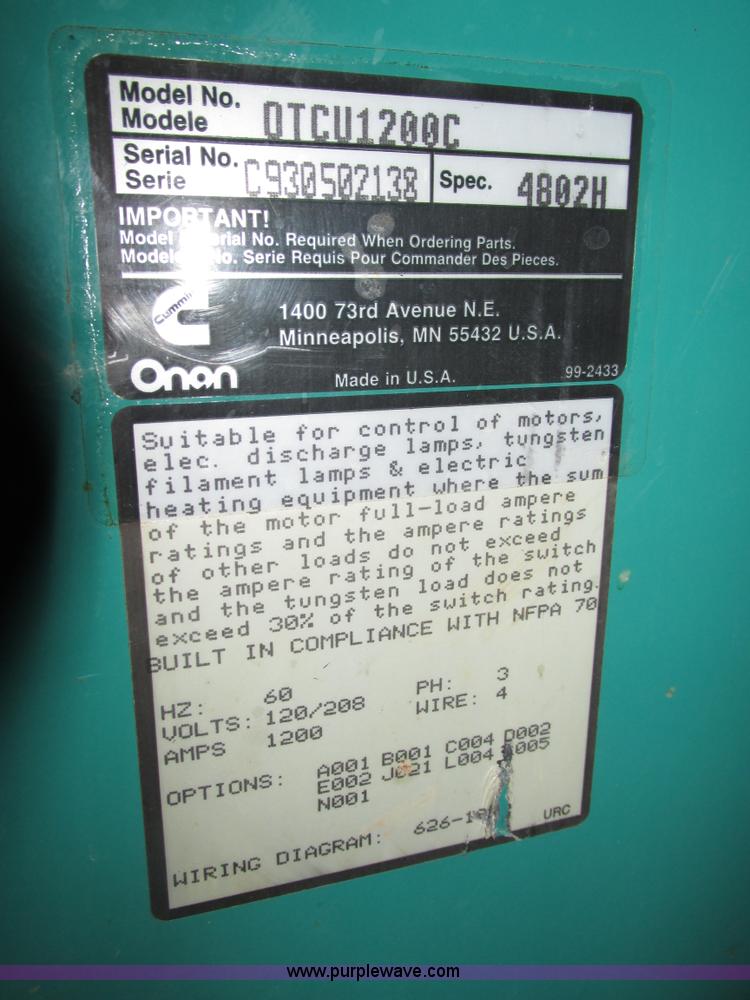 Model No.
Modele OTCU1200C
Serial No.
Serie C930502138 Spec. 4802H
IMPORTANT!
Model Serial No. Required When Ordering Parts.
No. Serie Requis Pour Commander Des Pieces.
Cummins
1400 73rd Avenue N.E.
Minneapolis, MN 55432 U.S.A.
Onan
Made in U.S.A. 99-2433
Suitable for control of motors,
elec. discharge lamps, tungsten
filament lamps & electric
heating equipment where the sum
of the motor full-load ampere
ratings and the ampere ratings
of other loads do not exceed
the ampere rating of the switch
and the tungsten load does not
exceed 30% of the switch rating.
BUILT IN COMPLIANCE WITH NFPA 70
HZ: 60 PH: 3
VOLTS: 120/208 WIRE: 4
AMPS 1200
OPTIONS: A001 B001 C004 D002
E002 J021 L004
N001
WIRING DIAGRAM: URC
www.purplewave.com